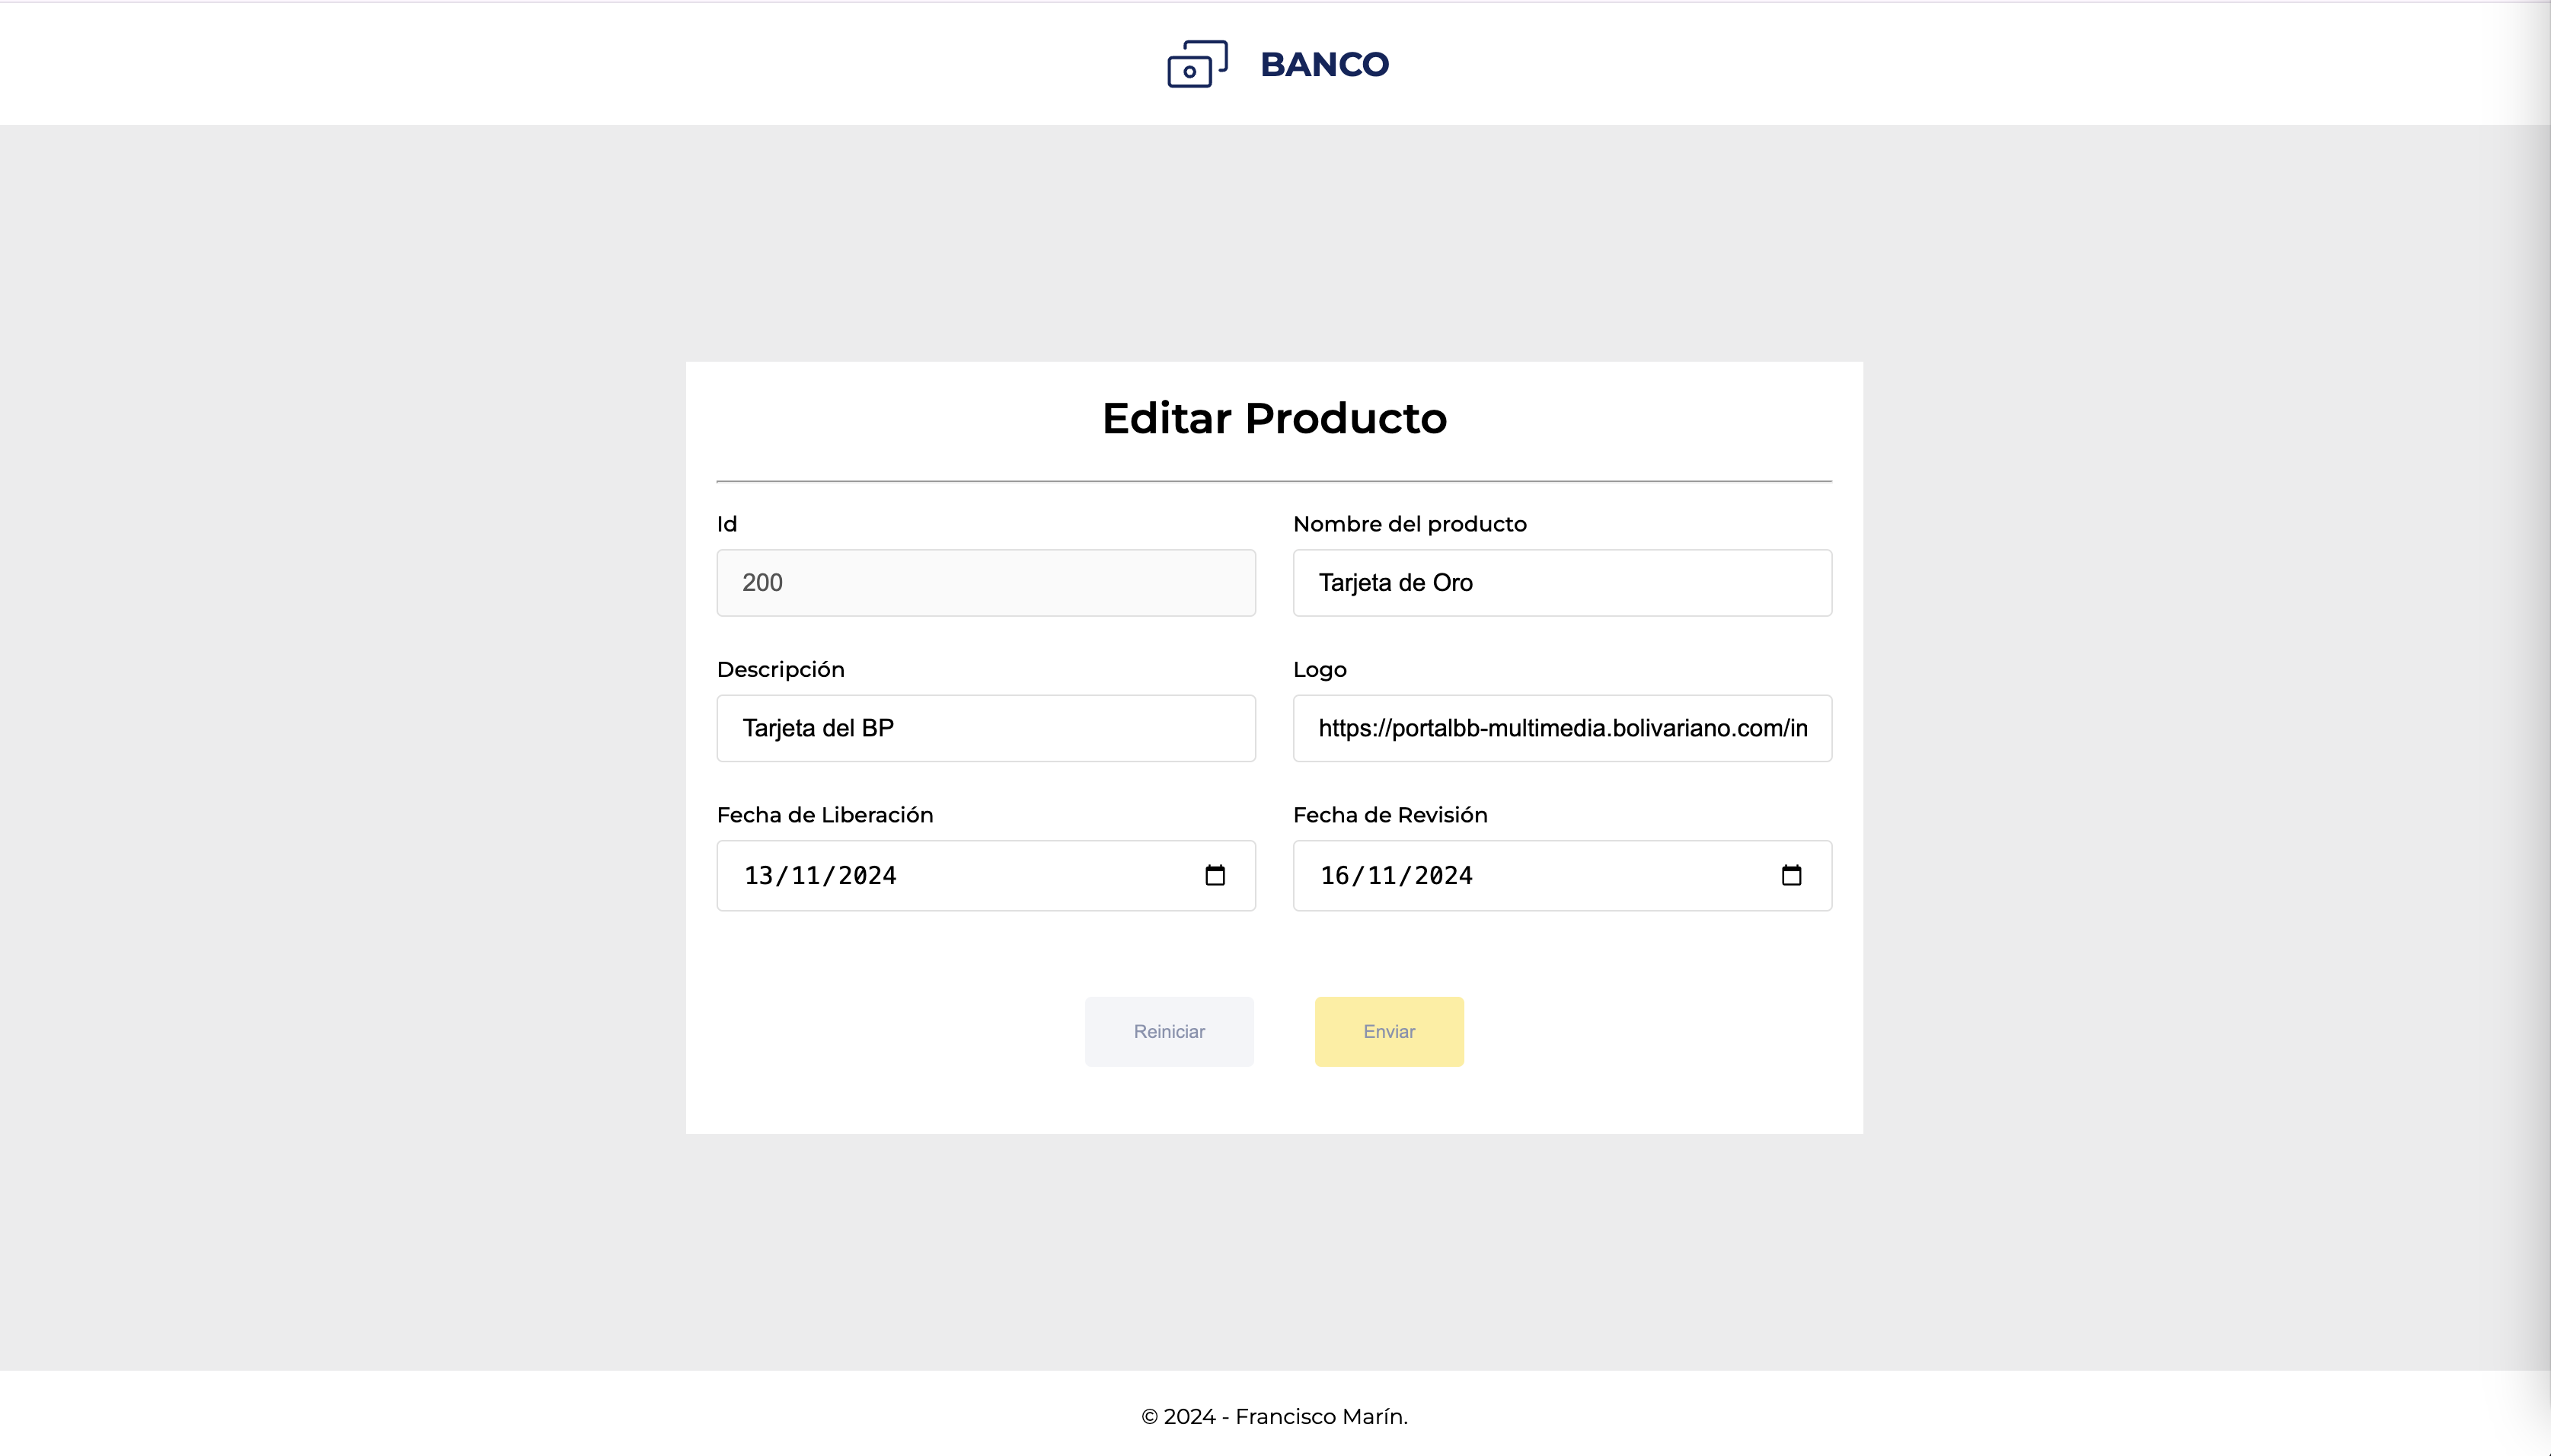 BANCO
Editar Producto
Id
Nombre del producto
200
Tarjeta de Oro
Descripción
Logo
Tarjeta del BP
https://portalbb-multimedia.bolivariano.com/in
Fecha de Liberación
Fecha de Revisión
13/11/2024
16/11/2024
Reiniciar
Enviar
© 2024 - Francisco Marín.